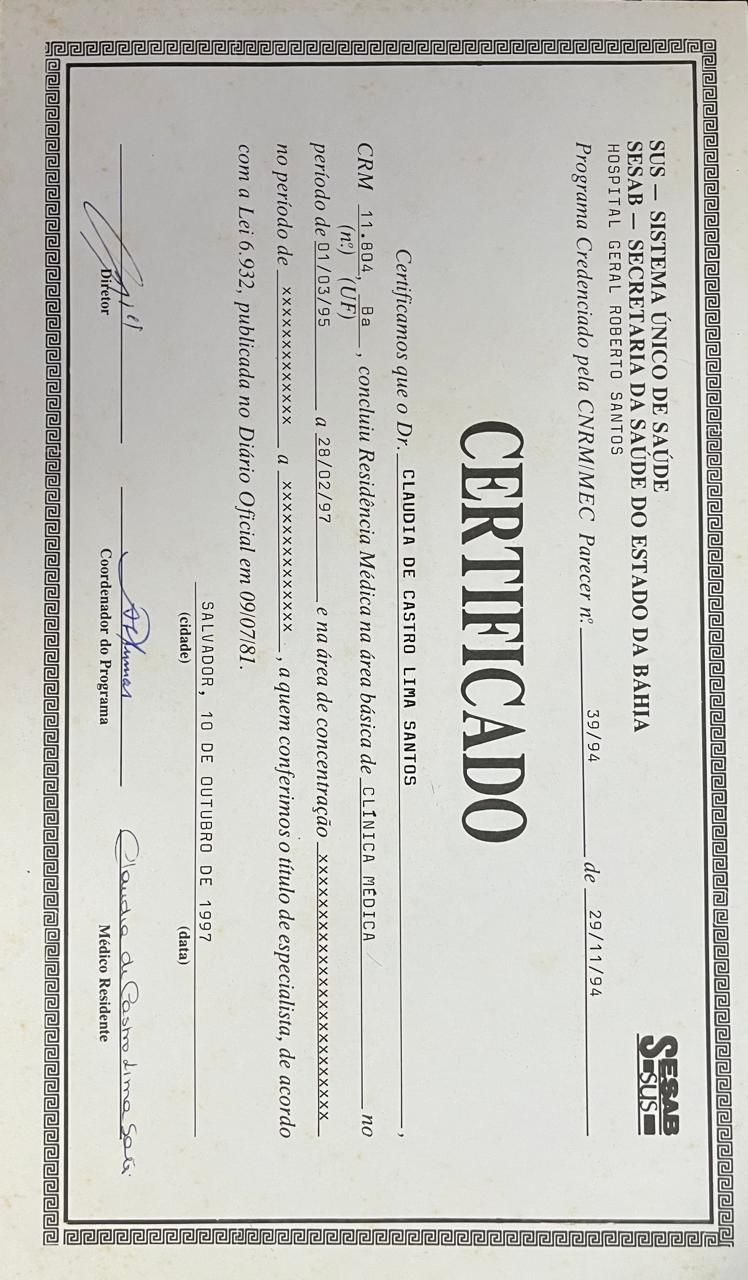 SUS — SISTEMA ÚNICO DE SAÚDE
SESAB — SECRETARIA DA SAÚDE DO ESTADO DA BAHIA
HOSPITAL GERAL ROBERTO SANTOS
SESAB
SUS
Programa Credenciado pela CNRM/MEC Parecer nº. 39/94 de 29/11/94
CERTIFICADO
Certificamos que o Dr. CLAUDIA DE CASTRO LIMA SANTOS,
CRM 11.804, Ba, concluiu Residência Médica na área básica de CLÍNICA MÉDICA no
(nº.) (UF)
período de 01/03/95 a 28/02/97 e na área de concentração xxxxxxxxxxxxxxxxxxxxxxxxxx
no período de xxxxxxxxxxxxx a xxxxxxxxxxxxxx, a quem conferimos o título de especialista, de acordo
com a Lei 6.932, publicada no Diário Oficial em 09/07/81.
SALVADOR, 10 DE OUTUBRO DE 1997
(cidade) (data)
Claudia de Castro Lima
Diretor Coordenador do Programa Médico Residente